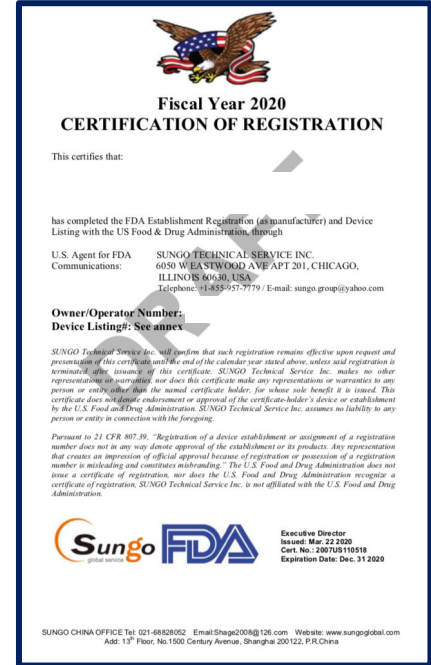 Fiscal Year 2020
CERTIFICATION OF REGISTRATION
This certifies that:
has completed the FDA Establishment Registration (as manufacturer) and Device
Listing with the US Food & Drug Administration, through
U.S. Agent for FDA SUNGO TECHNICAL SERVICE INC.
Communications: 6050 W EASTWOOD AVE APT 201, CHICAGO,
ILLINOIS 60630, USA
Telephone: +1-855-957-7779 / E-mail: sungo.group@yahoo.com
Owner/Operator Number:
Device Listing#: See annex
SUNGO Technical Service Inc. will confirm that such registration remains effective upon request and
presentation of this certificate until the end of the calendar year stated above, unless said registration is
terminated after issuance of this certificate. SUNGO Technical Service Inc. makes no other
representations or warranties, nor does this certificate make any representations or warranties to any
person or entity other than the named certificate holder, for whose sole benefit it is issued. This
certificate does not denote endorsement or approval of the certificate-holder's device or establishment
by the U.S. Food and Drug Administration. SUNGO Technical Service Inc. assumes no liability to any
person or entity in connection with the foregoing.
Pursuant to 21 CFR 807.39, "Registration of a device establishment or assignment of a registration
number does not in any way denote approval of the establishment or its products. Any representation
that creates an impression of official approval because of registration or possession of a registration
number is misleading and constitutes misbranding." The U.S. Food and Drug Administration does not
issue a certificate of registration, nor does the U.S. Food and Drug Administration recognize a
certificate of registration. SUNGO Technical Service Inc. is not affiliated with the U.S. Food and Drug
Administration.
Sungo
global service
FDA
Executive Director
Issued: Mar. 22 2020
Cert. No.: 2007US110518
Expiration Date: Dec. 31 2020
SUNGO CHINA OFFICE Tel: 021-68828052 Email:Shage2008@126.com Website: www.sungoglobal.com
Add: 13th Floor, No.1500 Century Avenue, Shanghai 200122, P.R.China